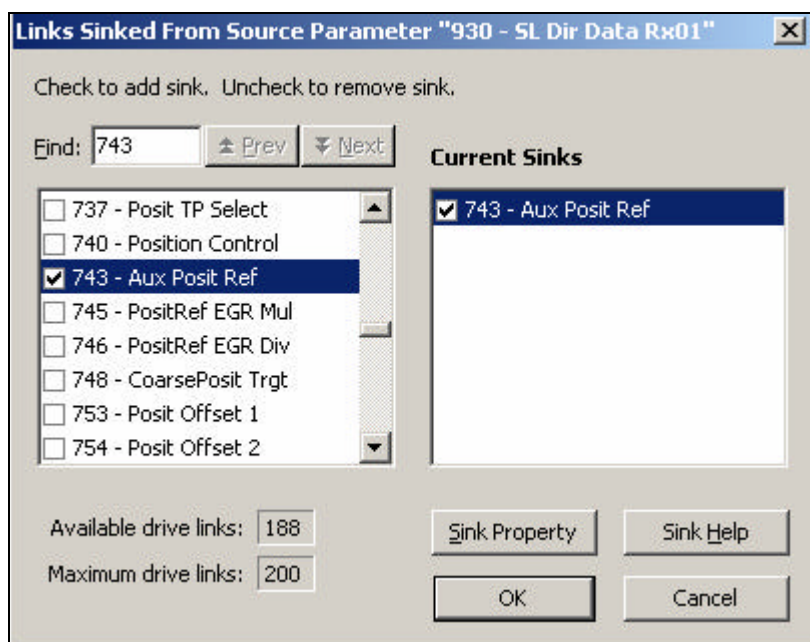 Links Sinked From Source Parameter "930 - SL Dir Data Rx01"
Check to add sink. Uncheck to remove sink.
Find: 743 Prev Next
Current Sinks
737 - Posit TP Select
740 - Position Control
743 - Aux Posit Ref
745 - PositRef EGR Mul
746 - PositRef EGR Div
748 - CoarsePosit Trgt
753 - Posit Offset 1
754 - Posit Offset 2
743 - Aux Posit Ref
Available drive links: 188
Maximum drive links: 200
Sink Property
Sink Help
OK
Cancel